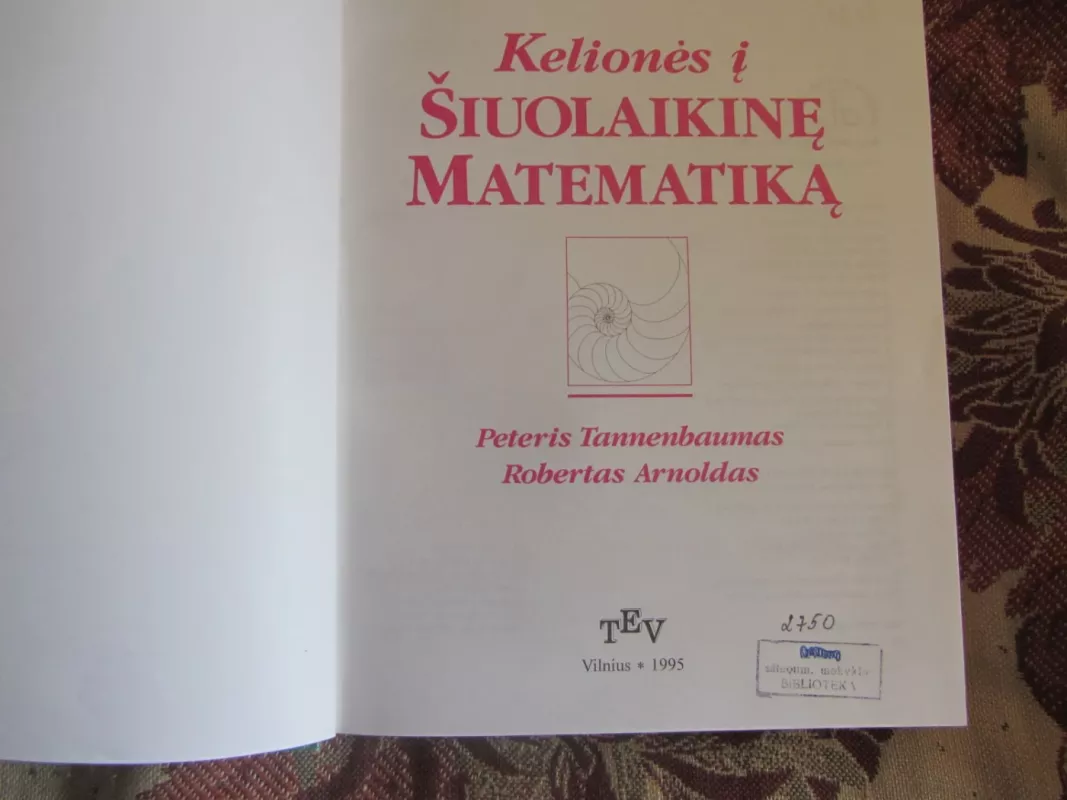 Kelionės į
ŠIUOLAIKINĘ
MATEMATIKĄ
Peteris Tannenbaumas
Robertas Arnoldas
TEV
Vilnius * 1995
2750
BIBLIOTEKA